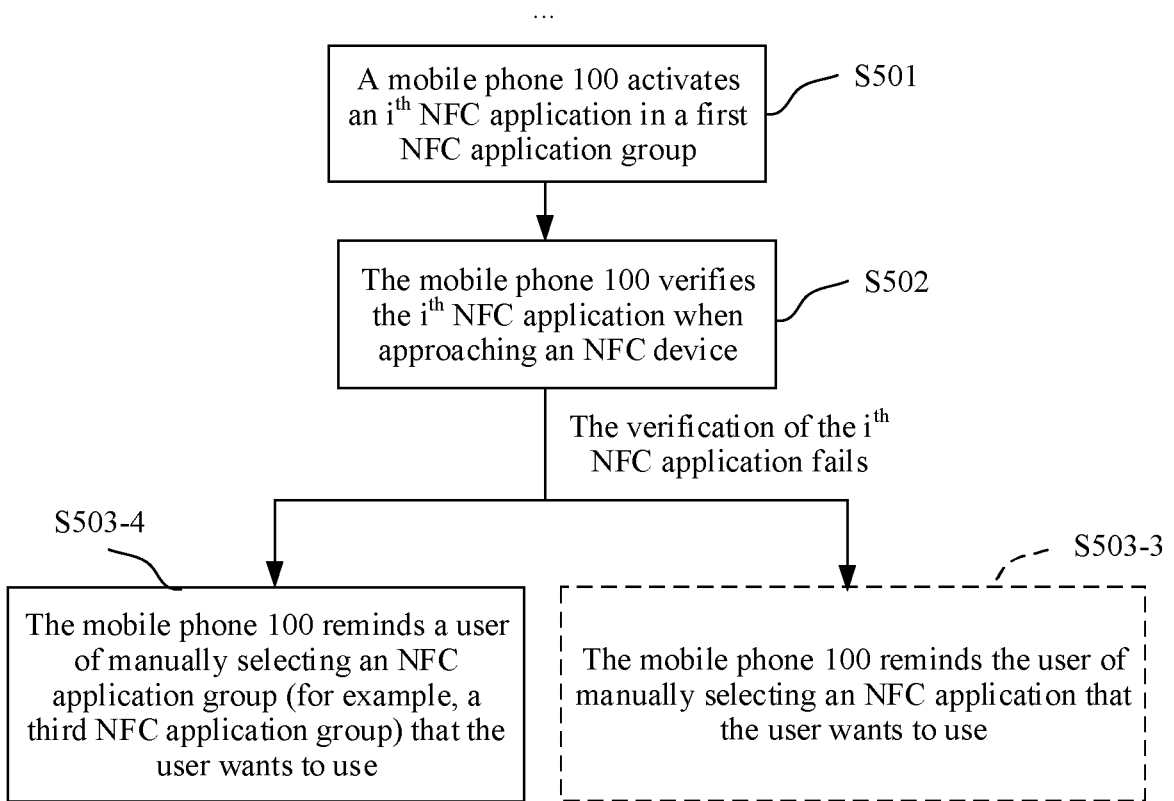 ...
A mobile phone 100 activates
an i^th NFC application in a first
NFC application group
S501
The mobile phone 100 verifies
the i^th NFC application when
approaching an NFC device
S502
The verification of the i^th
NFC application fails
S503-4
The mobile phone 100 reminds a user
of manually selecting an NFC
application group (for example, a
third NFC application group) that the
user wants to use
S503-3
The mobile phone 100 reminds the user of
manually selecting an NFC application that
the user wants to use